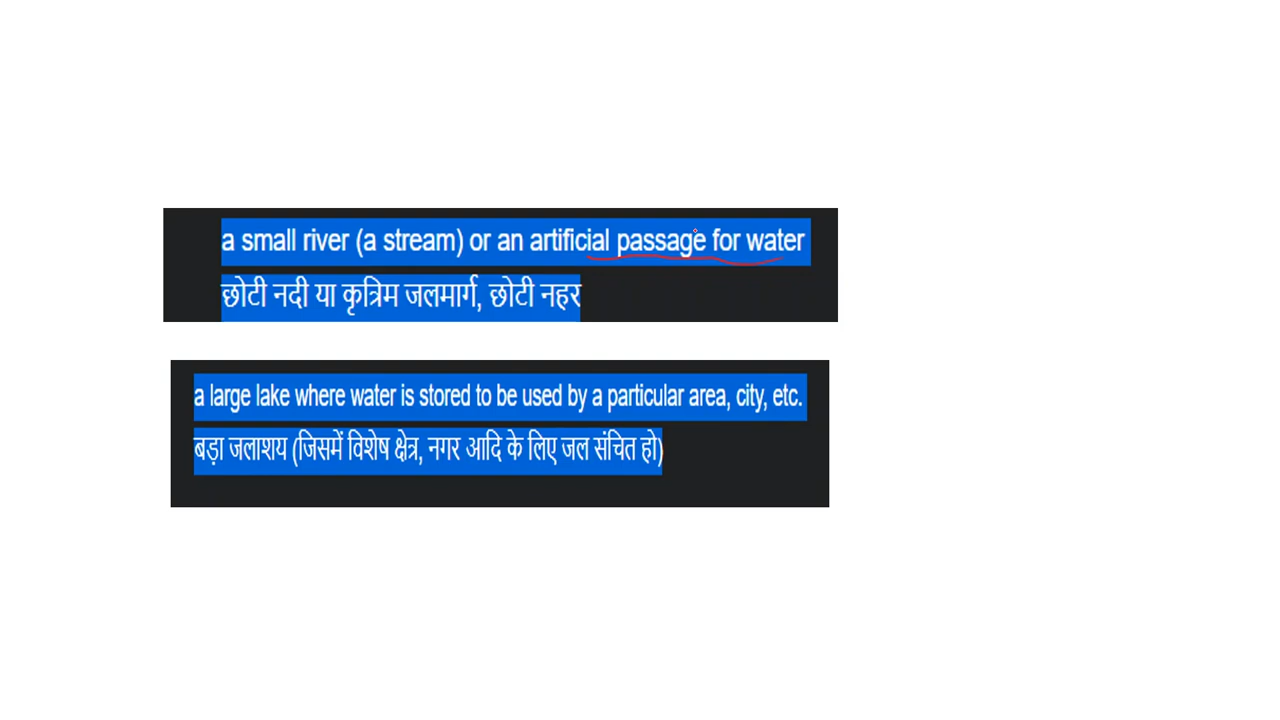 a small river (a stream) or an artificial passage for water
छोटी नदी या कृत्रिम जलमार्ग, छोटी नहर
a large lake where water is stored to be used by a particular area, city, etc.
बड़ा जलाशय (जिसमें विशेष क्षेत्र, नगर आदि के लिए जल संचित हो)